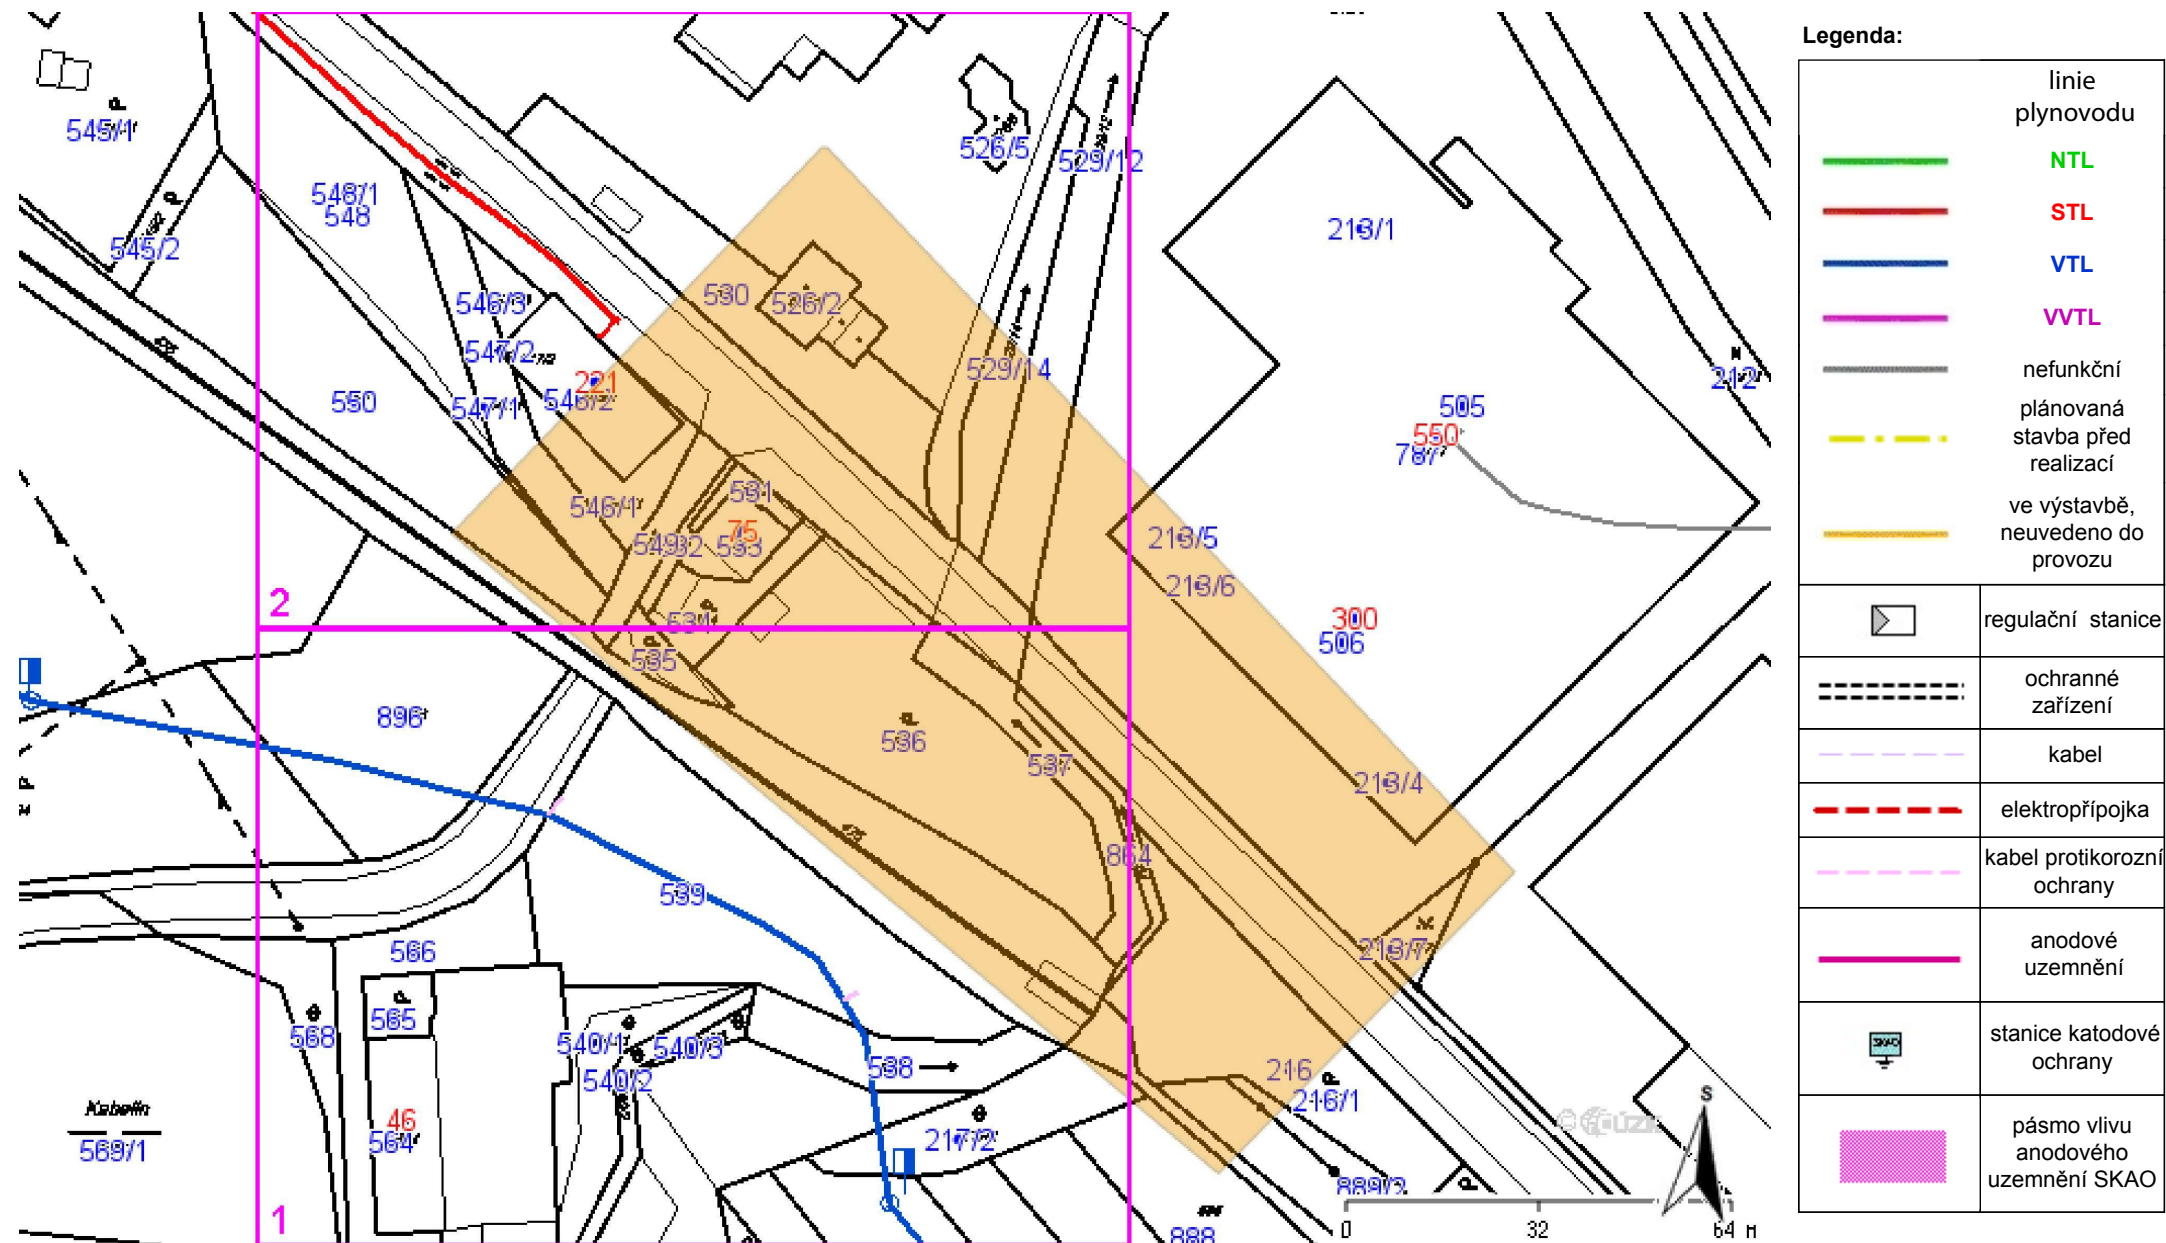 545/1
545/2
548/1
548
546/3
547/2
221
546/2
547/1
550
546/1
530
526/2
526/5
529/12
529/14
531
75
549
533
534
535
213/1
212
505
550
787
213/5
213/6
300
506
213/4
213/7
536
537
864
2
896
599
566
565
568
46
564
540/1
540/3
540/2
538
217/2
216
216/1
889/2
888
Kabelín
569/1
1
S
0 32 64 M
Legenda:
linie
plynovodu
NTL
STL
VTL
VVTL
nefunkční
plánovaná
stavba před
realizací
ve výstavbě,
neuvedeno do
provozu
regulační stanice
ochranné
zařízení
kabel
elektropřípojka
kabel protikorozní
ochrany
anodové
uzemnění
SKAO
stanice katodové
ochrany
pásmo vlivu
anodového
uzemnění SKAO